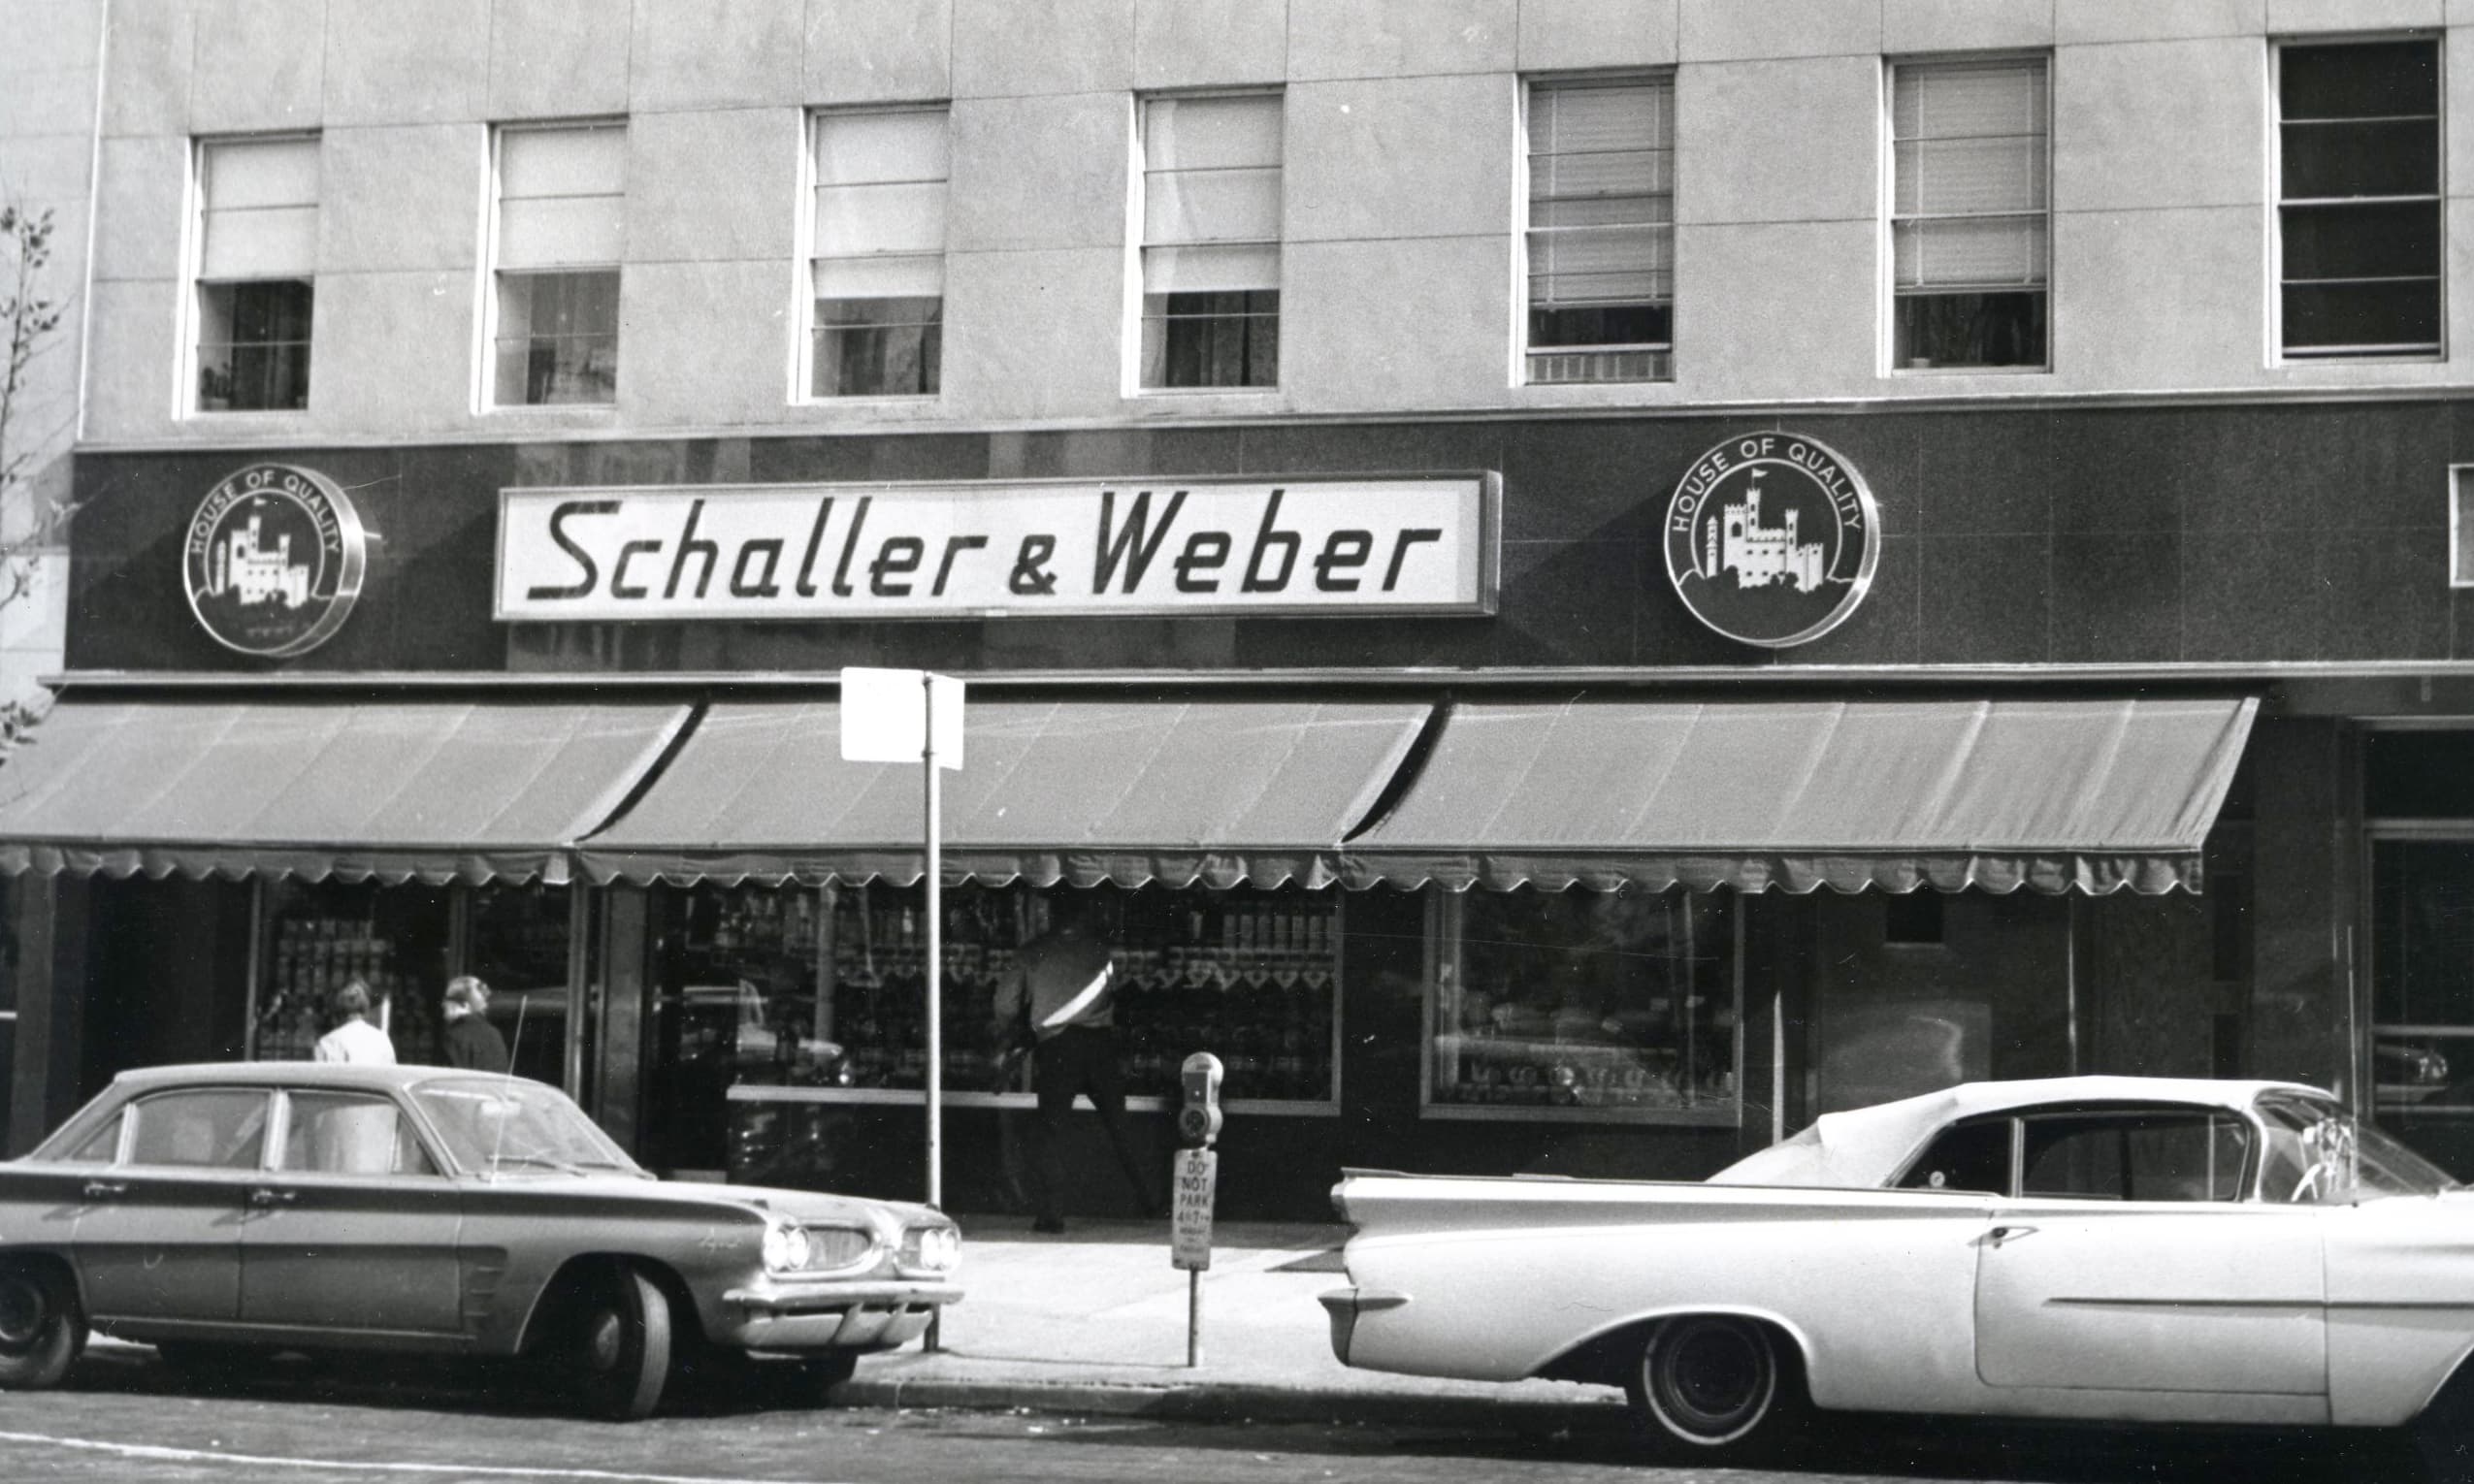 HOUSE OF QUALITY
Schaller & Weber
HOUSE OF QUALITY
DO
NOT
PARK